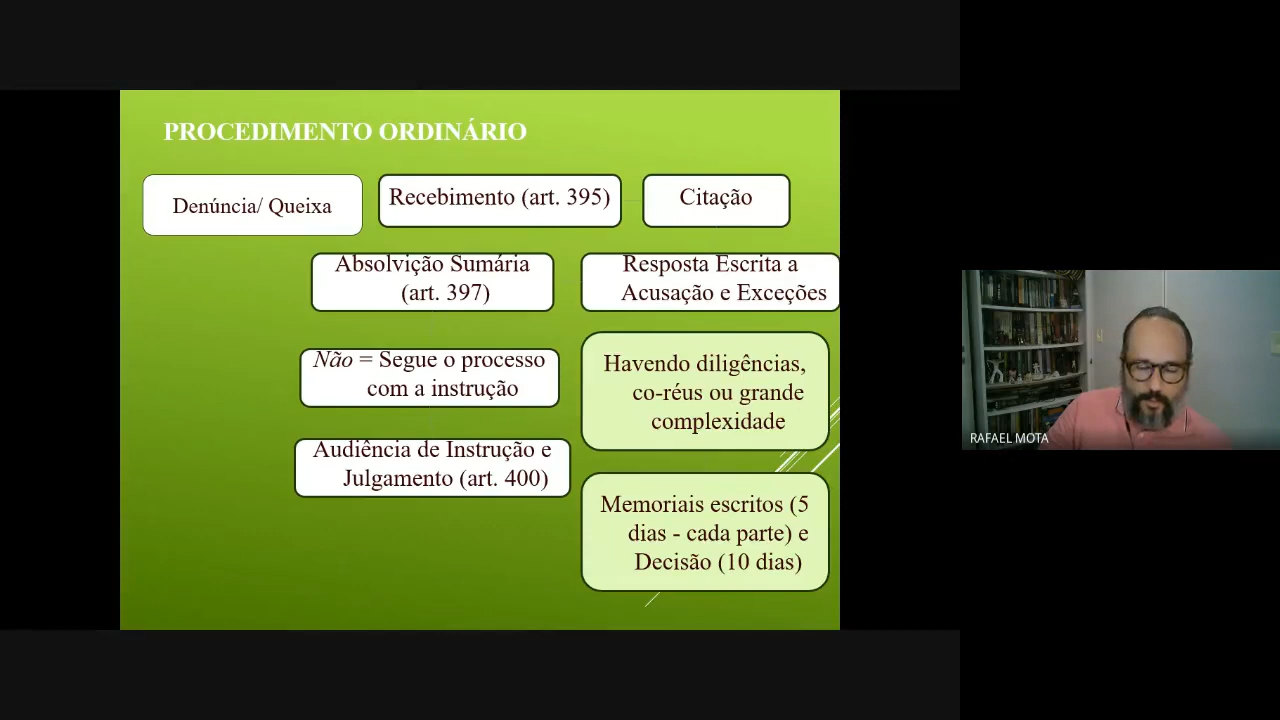 PROCEDIMENTO ORDINÁRIO
Denúncia/ Queixa
Recebimento (art. 395)
Citação
Absolvição Sumária
(art. 397)
Resposta Escrita a
Acusação e Exceções
Não = Segue o processo
com a instrução
Havendo diligências,
co-réus ou grande
complexidade
Audiência de Instrução e
Julgamento (art. 400)
Memoriais escritos (5
dias - cada parte) e
Decisão (10 dias)
RAFAEL MOTA